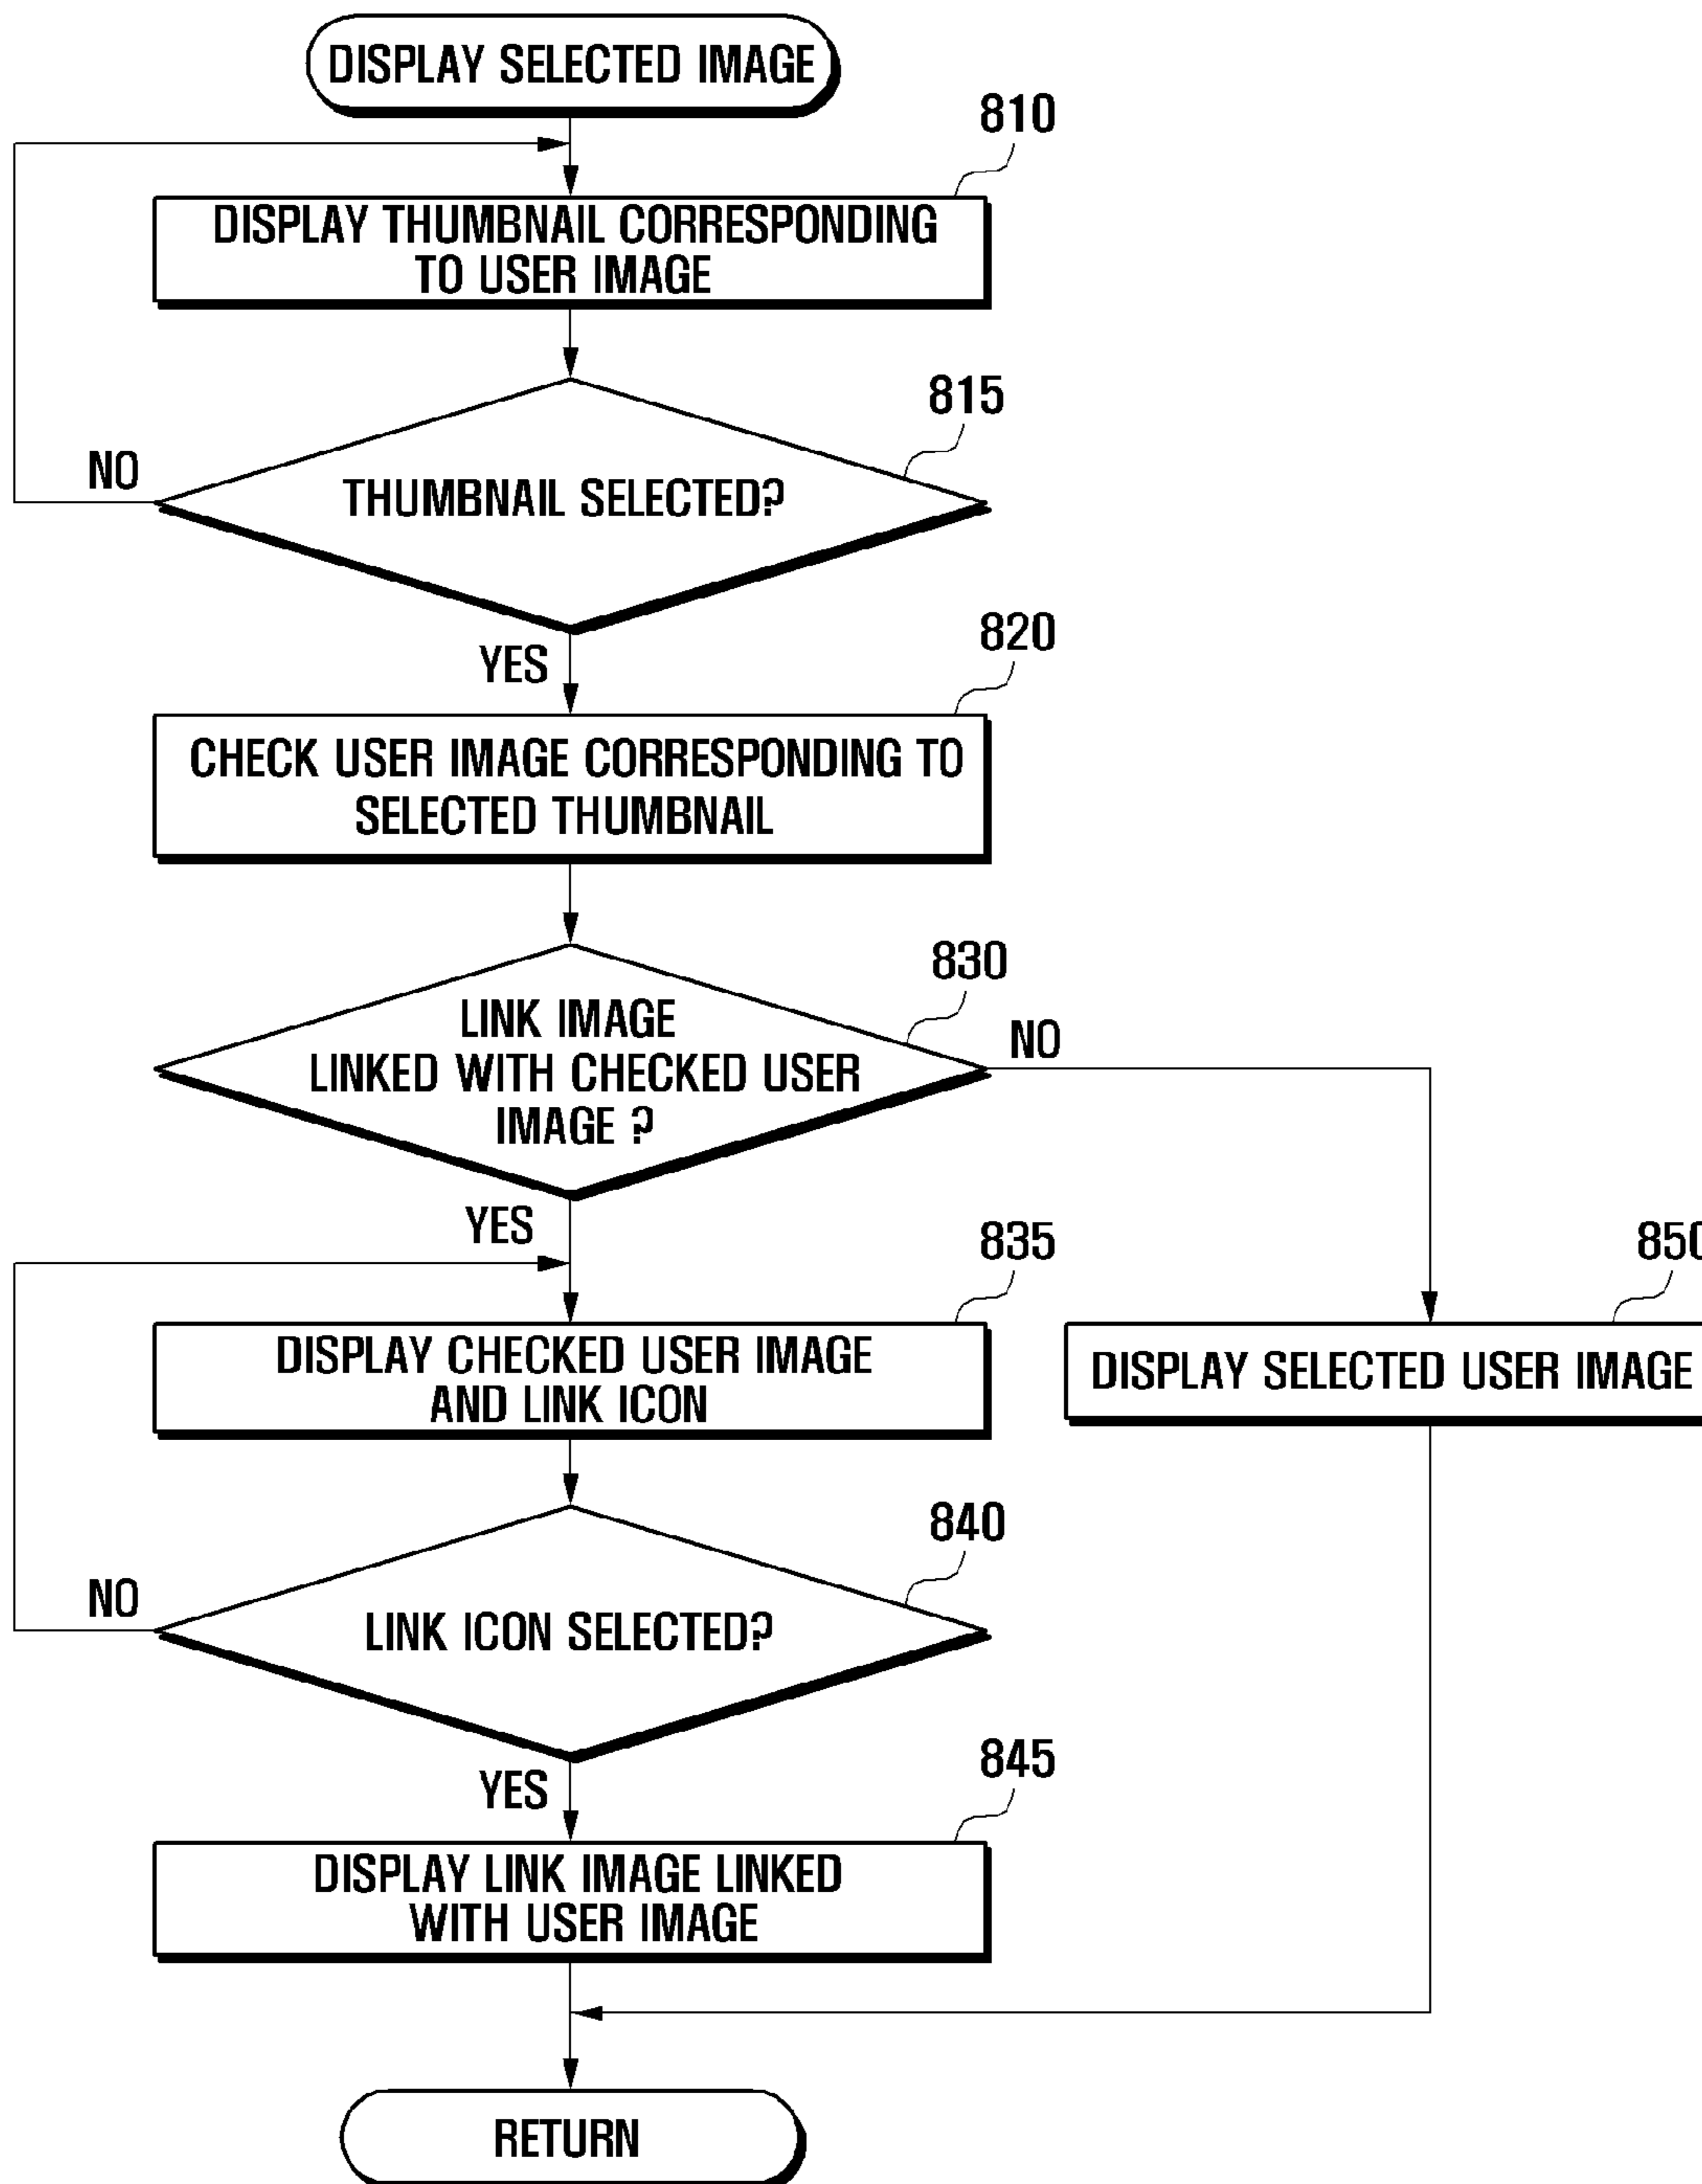 DISPLAY SELECTED IMAGE
810
DISPLAY THUMBNAIL CORRESPONDING
TO USER IMAGE
815
NO
THUMBNAIL SELECTED?
YES
820
CHECK USER IMAGE CORRESPONDING TO
SELECTED THUMBNAIL
830
LINK IMAGE
LINKED WITH CHECKED USER
IMAGE ?
NO
YES
835
850
DISPLAY CHECKED USER IMAGE
AND LINK ICON
DISPLAY SELECTED USER IMAGE
840
NO
LINK ICON SELECTED?
YES
845
DISPLAY LINK IMAGE LINKED
WITH USER IMAGE
RETURN